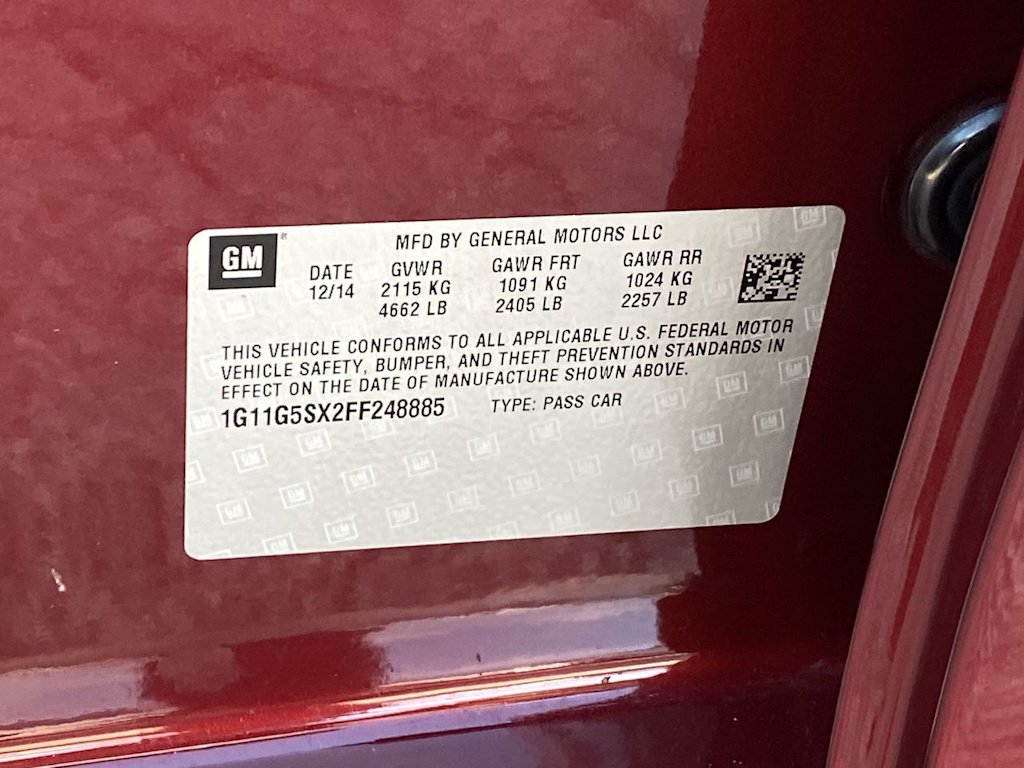 GM
MFD BY GENERAL MOTORS LLC
DATE GVWR GAWR FRT GAWR RR
12/14 2115 KG 1091 KG 1024 KG
4662 LB 2405 LB 2257 LB
THIS VEHICLE CONFORMS TO ALL APPLICABLE U.S. FEDERAL MOTOR
VEHICLE SAFETY, BUMPER, AND THEFT PREVENTION STANDARDS IN
EFFECT ON THE DATE OF MANUFACTURE SHOWN ABOVE.
1G11G5SX2FF248885 TYPE: PASS CAR